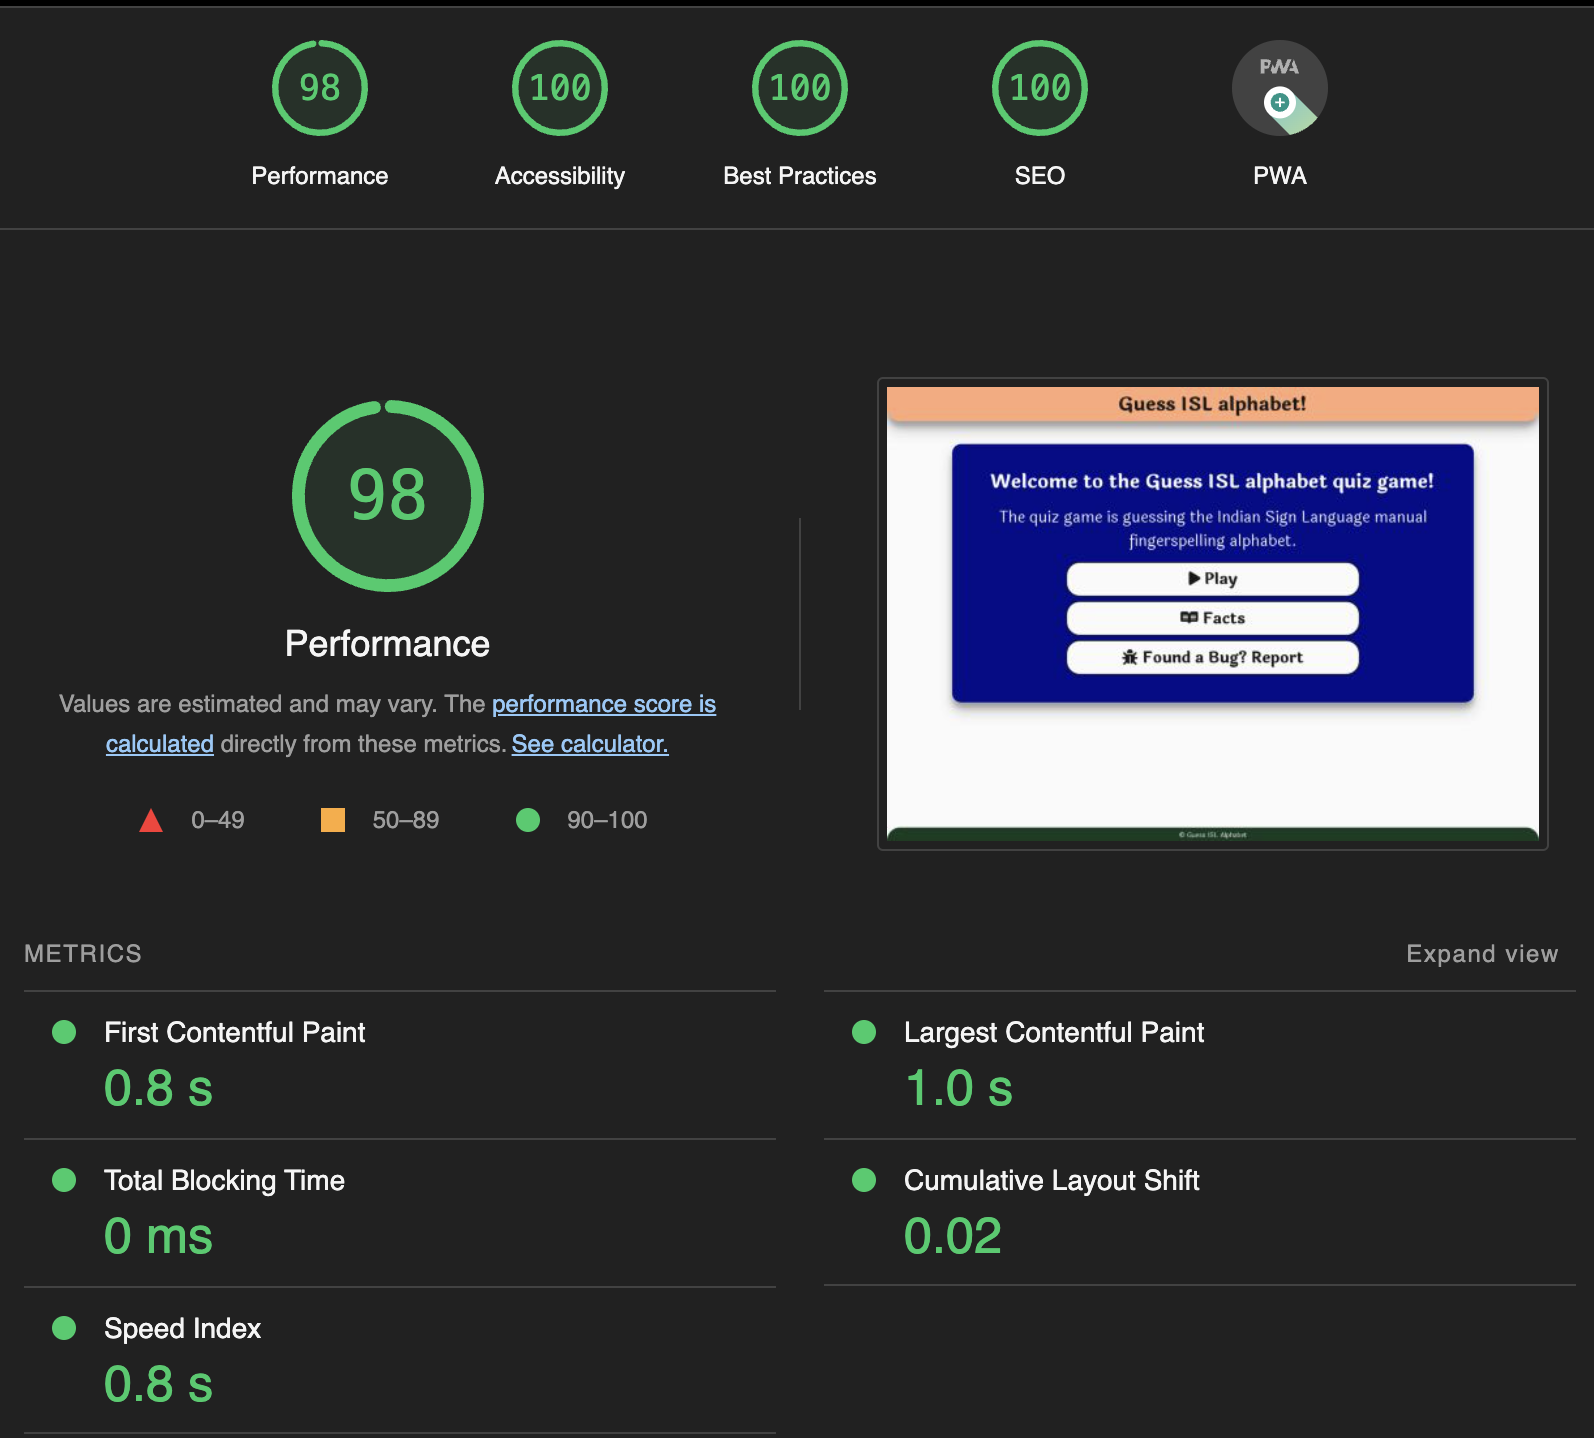 98
100
100
100
PWA
Performance
Accessibility
Best Practices
SEO
PWA
98
Performance
Values are estimated and may vary. The performance score is
calculated directly from these metrics. See calculator.
0–49
50–89
90–100
Guess ISL alphabet!
Welcome to the Guess ISL alphabet quiz game!
The quiz game is guessing the Indian Sign Language manual
fingerspelling alphabet.
Play
Facts
Found a Bug? Report
© Guess ISL Alphabet
METRICS
Expand view
First Contentful Paint
0.8 s
Largest Contentful Paint
1.0 s
Total Blocking Time
0 ms
Cumulative Layout Shift
0.02
Speed Index
0.8 s